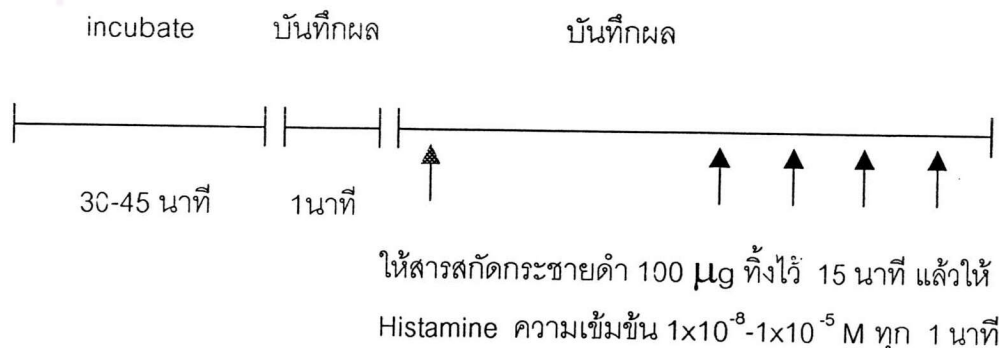 incubate บันทึกผล บันทึกผล
30-45 นาที 1นาที
ให้สารสกัดกระชายดำ 100 µg ทิ้งไว้ 15 นาที แล้วให้
Histamine ความเข้มข้น 1x10⁻⁸-1x10⁻⁵ M ทุก 1 นาที